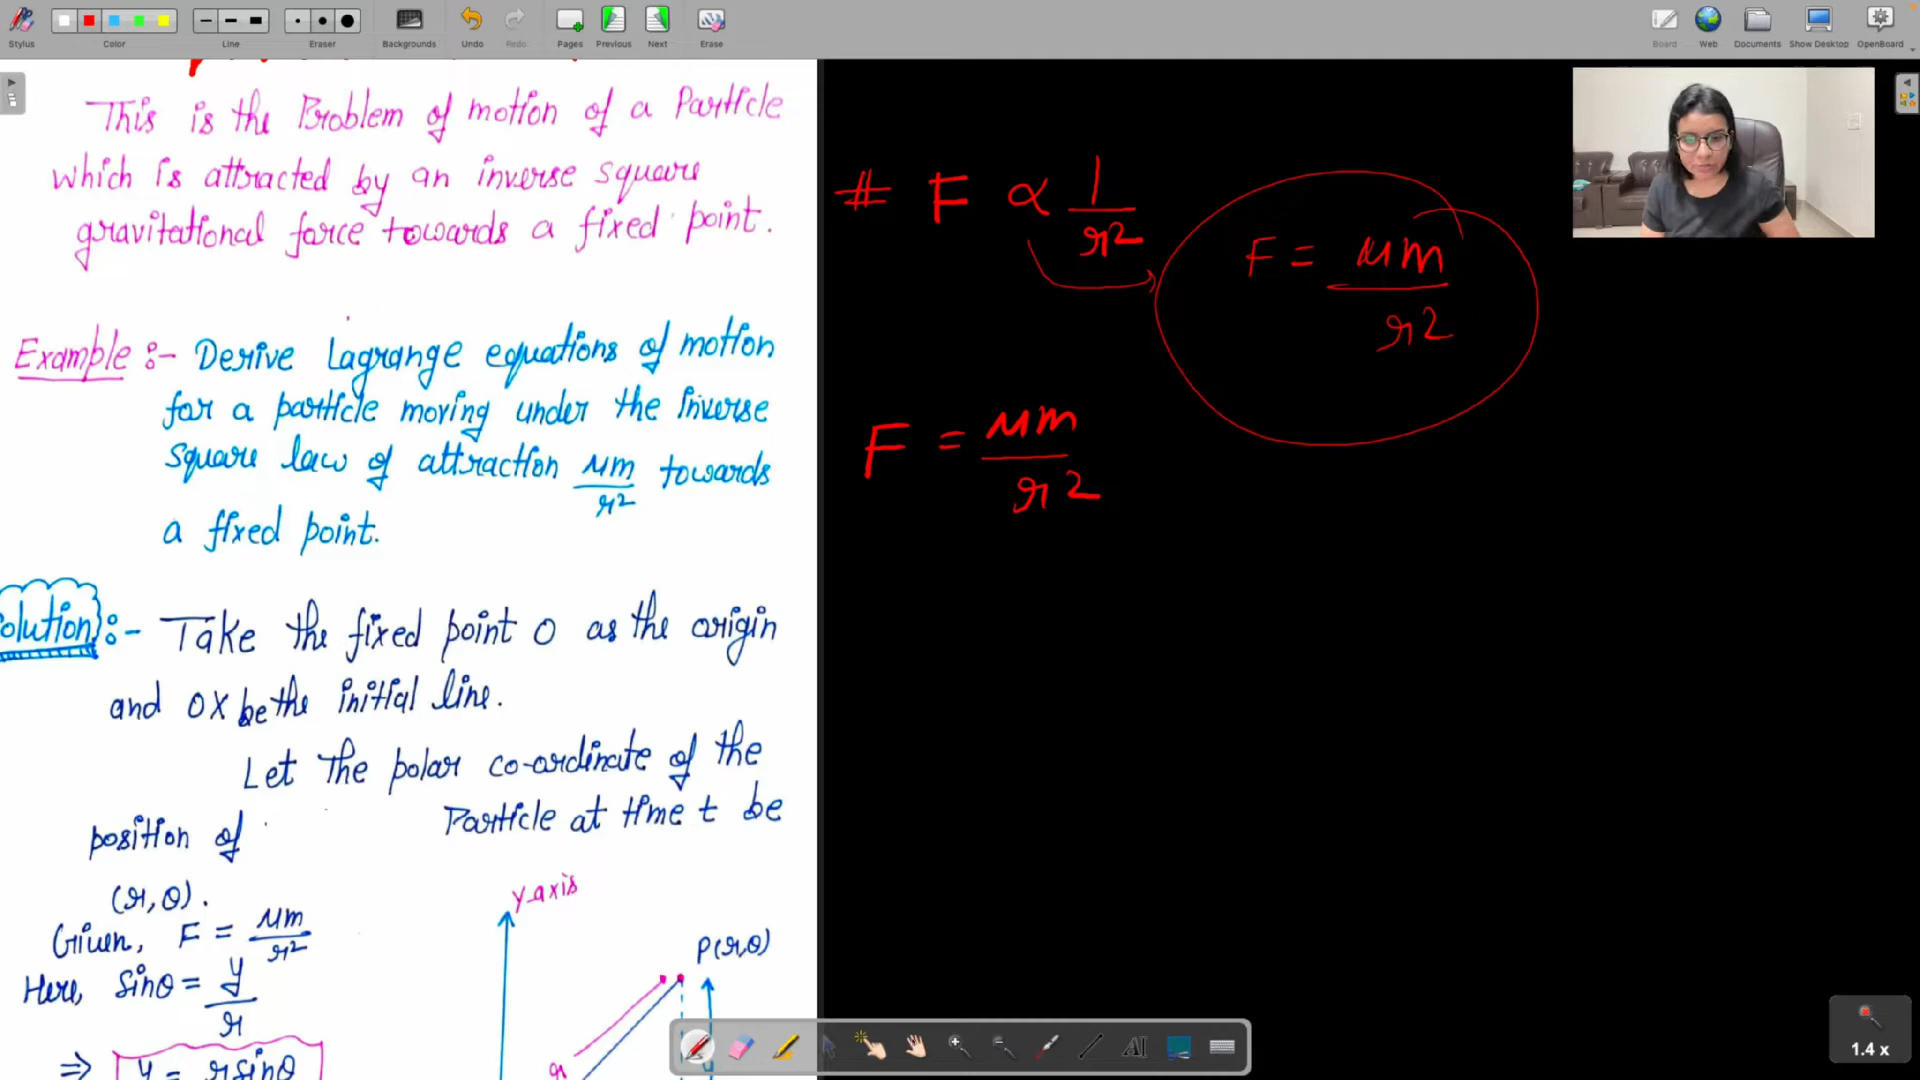 Stylus Color Line Eraser Backgrounds Undo Redo Pages Previous Next Erase Board Web Documents Show Desktop OpenBoard
This is the Problem of motion of a Particle
which is attracted by an inverse square
gravitational force towards a fixed point.
Example :- Derive Lagrange equations of motion
for a particle moving under the inverse
square law of attraction μm/r² towards
a fixed point.
olution :- Take the fixed point O as the origin
and OX be the initial line.
Let the polar co-ordinate of the
position of Particle at time t be
(r, θ).
Given, F = μm/r²
Here, sinθ = y/r
⇒ y = r sinθ
y-axis
P(r,θ)
r
# F ∝ 1/r²
F = μm/r²
F = μm/r²
1.4 x